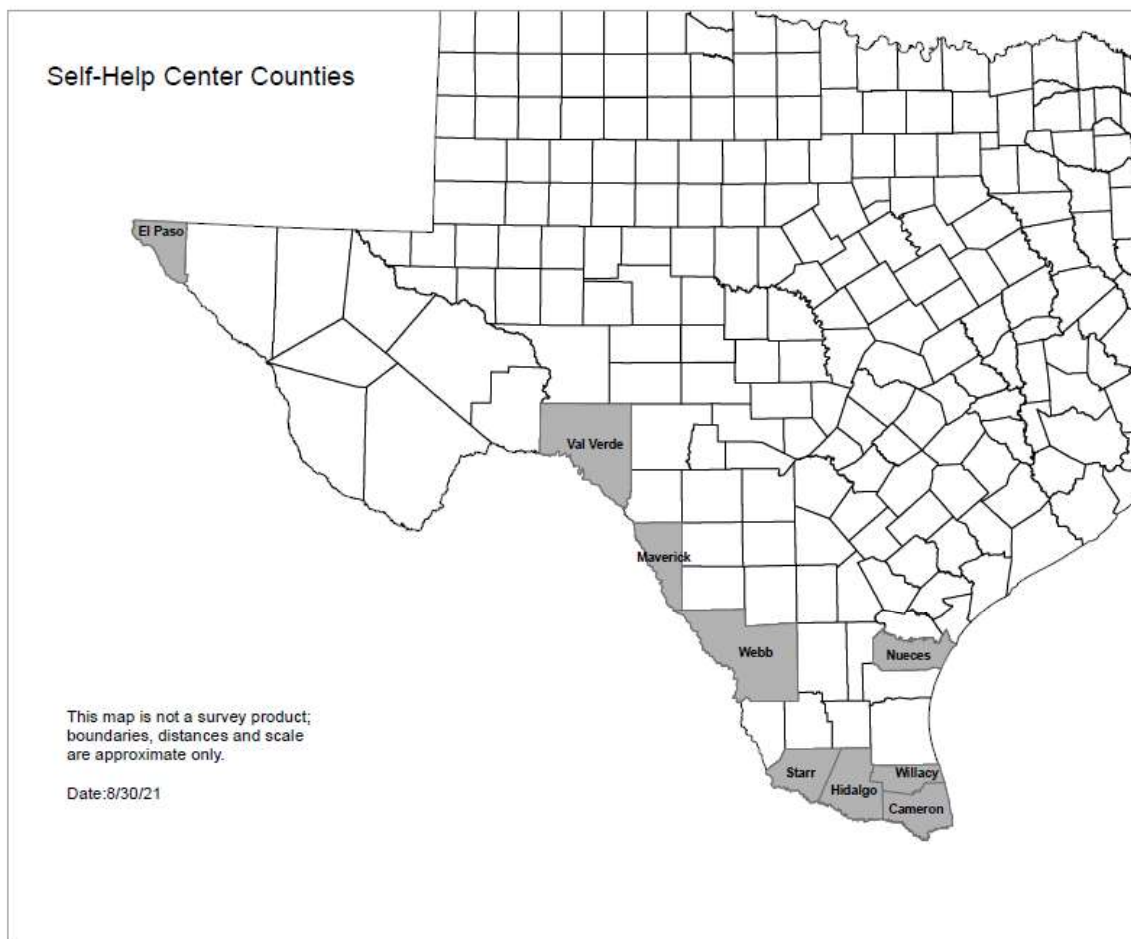 Self-Help Center Counties
El Paso
Val Verde
Maverick
Webb
Nueces
This map is not a survey product;
boundaries, distances and scale
are approximate only.
Starr
Willacy
Hidalgo
Date:8/30/21
Cameron